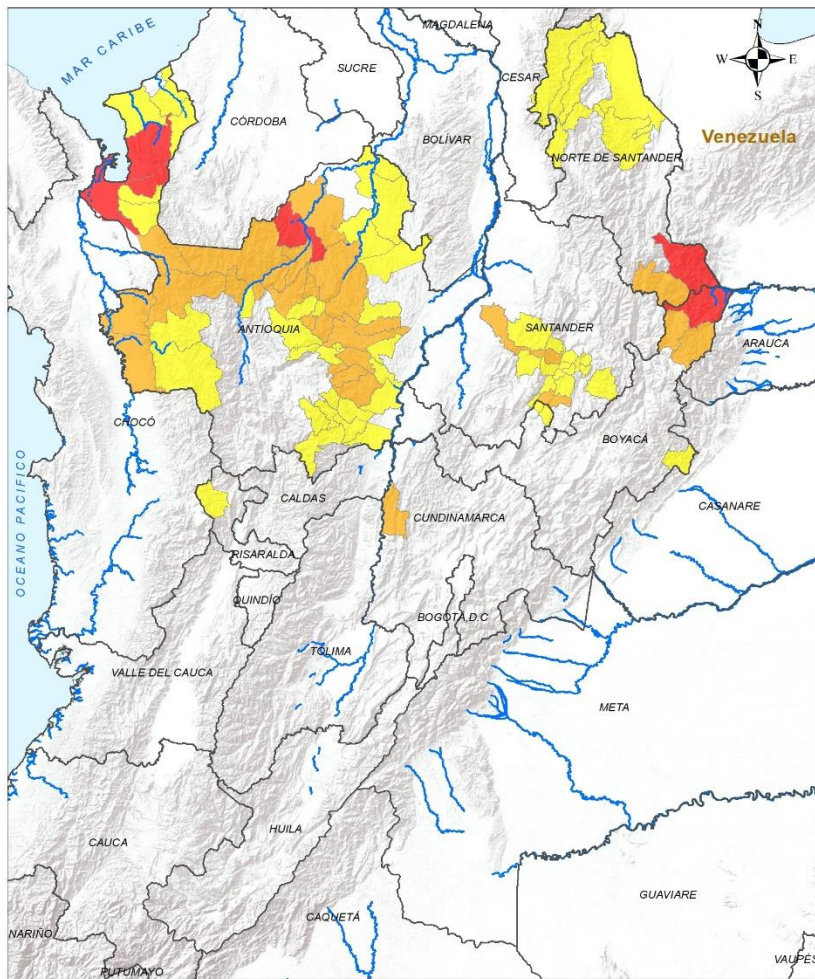 MAGDALENA
MAR CARIBE
N
W E
S
SUCRE
CESAR
CÓRDOBA
BOLÍVAR
Venezuela
NORTE DE SANTANDER
ANTIOQUIA
SANTANDER
ARAUCA
CHOCÓ
BOYACÁ
CALDAS
CASANARE
CUNDINAMARCA
OCEANO PACIFICO
RISARALDA
QUINDÍO
BOGOTÁ,D.C
TOLIMA
VALLE DEL CAUCA
META
HUILA
CAUCA
GUAVIARE
CAQUETÁ
NARIÑO
VAUPÉS
PUTUMAYO